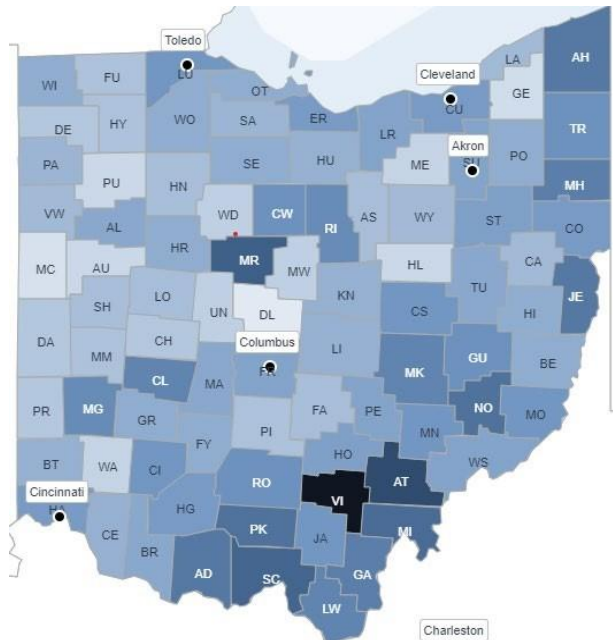 Toledo
Cleveland
Akron
Columbus
Cincinnati
Charleston
WI
FU
LU
OT
LA
AH
GE
CU
DE
HY
WO
SA
ER
LR
TR
PA
PU
HN
SE
HU
ME
SU
PO
MH
VW
AL
WD
CW
RI
AS
WY
ST
CO
HR
MR
MW
HL
CA
MC
AU
JE
SH
LO
UN
DL
KN
CS
TU
HI
DA
MM
CH
LI
MK
GU
BE
CL
MA
FR
PR
MG
GR
FA
PE
NO
MO
FY
PI
MN
BT
WA
CI
HO
WS
RO
AT
VI
HA
HG
CE
BR
PK
JA
MI
AD
SC
GA
LW